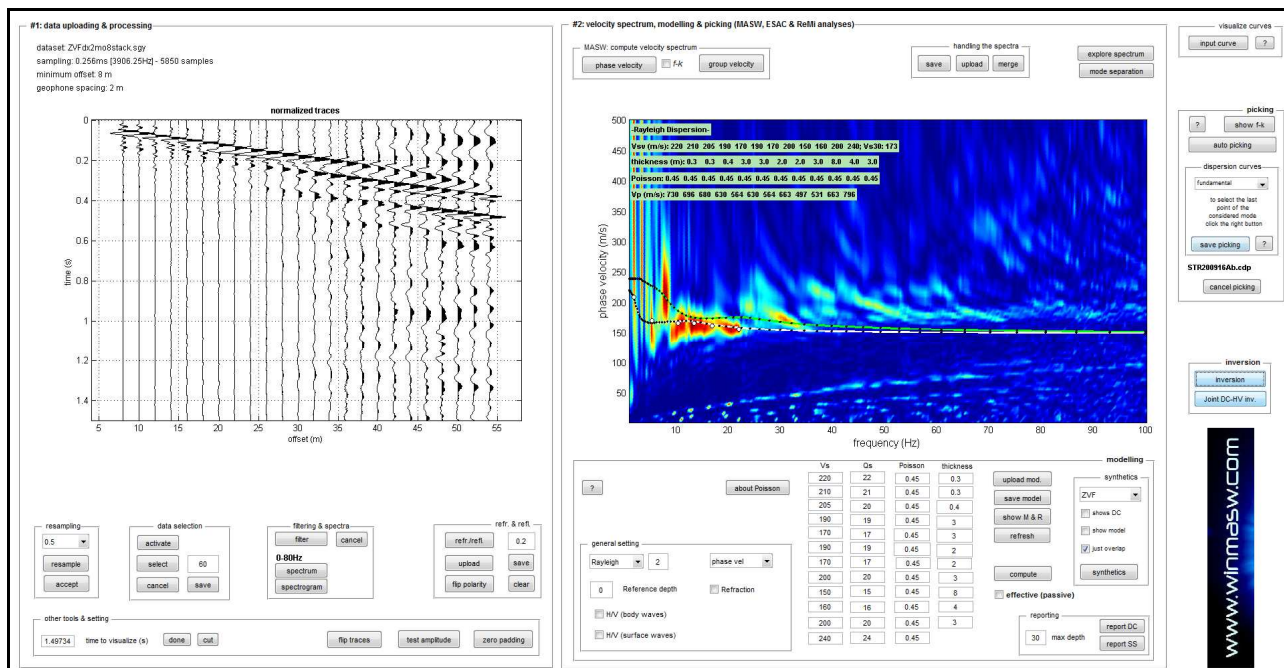 #1: data uploading & processing
dataset: ZVFdx2mo8stack.sgy
sampling: 0.256ms [3906.25Hz] - 5850 samples
minimum offset: 8 m
geophone spacing: 2 m
normalized traces
0
0.2
0.4
0.6
0.8
1
1.2
1.4
time (s)
5 10 15 20 25 30 35 40 45 50 55
offset (m)
resampling
0.5
resample
accept
data selection
activate
select 60
cancel save
filtering & spectra
filter cancel
0-80Hz
spectrum
spectrogram
refr. & refl.
refr./refl. 0.2
upload save
flip polarity clear
other tools & setting
1.49734 time to visualize (s) done cut flip traces test amplitude zero padding
#2: velocity spectrum, modelling & picking (MASW, ESAC & ReMi analyses)
MASW: compute velocity spectrum
phase velocity f-k group velocity
handling the spectra
save upload merge
explore spectrum
mode separation
-Rayleigh Dispersion-
Vsv (m/s): 220 210 205 190 170 190 170 200 150 160 200 240; Vs30: 173
thickness (m): 0.3 0.3 0.4 3.0 3.0 2.0 2.0 3.0 8.0 4.0 3.0
Poisson: 0.45 0.45 0.45 0.45 0.45 0.45 0.45 0.45 0.45 0.45 0.45 0.45
Vp (m/s): 730 696 680 630 564 630 564 663 497 531 663 796
500
450
400
350
300
250
200
150
100
50
phase velocity (m/s)
10 20 30 40 50 60 70 80 90 100
frequency (Hz)
modelling
? about Poisson
general setting
Rayleigh 2 phase vel
0 Reference depth Refraction
H/V (body waves)
H/V (surface waves)
Vs Qs Poisson thickness
220 22 0.45 0.3
210 21 0.45 0.3
205 20 0.45 0.4
190 19 0.45 3
170 17 0.45 3
190 19 0.45 2
170 17 0.45 2
200 20 0.45 3
150 15 0.45 8
160 16 0.45 4
200 20 0.45 3
240 24 0.45
upload mod.
save model
show M & R
refresh
compute
effective (passive)
synthetics
ZVF
shows DC
show model
just overlap
synthetics
reporting
30 max depth report DC
report SS
visualize curves
input curve ?
picking
? show f-k
auto picking
dispersion curves
fundamental
to select the last
point of the
considered mode
click the right button
save picking ?
STR200916Ab.cdp
cancel picking
inversion
inversion
Joint DC-HV inv.
www.winmasw.com